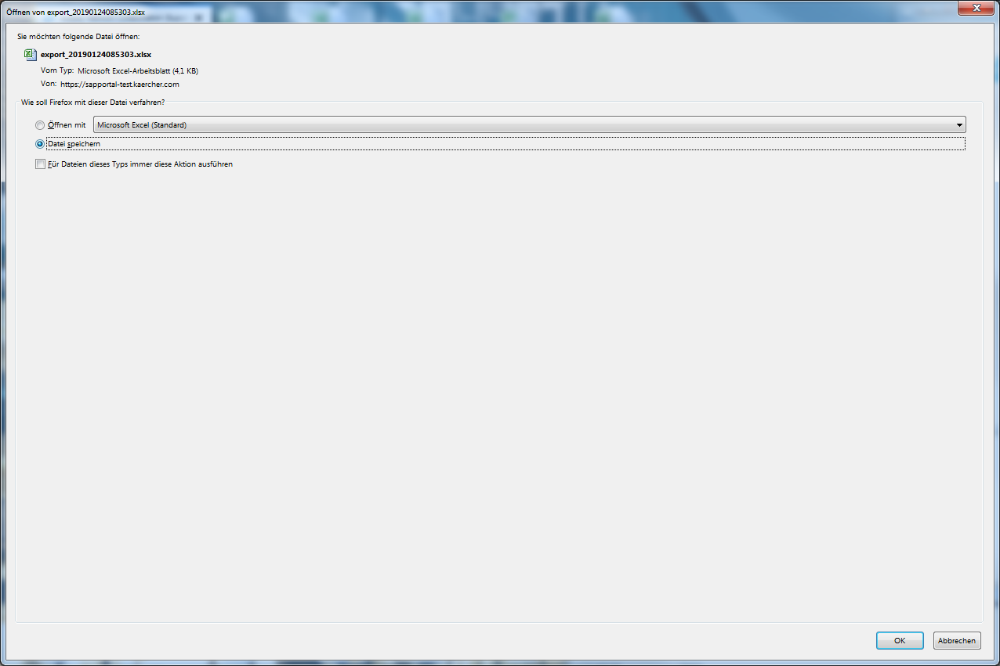 Öffnen von export_20190124085303.xlsx
Sie möchten folgende Datei öffnen:
export_20190124085303.xlsx
Vom Typ: Microsoft Excel-Arbeitsblatt (4,1 KB)
Von: https://sapportal-test.kaercher.com
Wie soll Firefox mit dieser Datei verfahren?
Öffnen mit Microsoft Excel (Standard)
Datei speichern
Für Dateien dieses Typs immer diese Aktion ausführen
OK Abbrechen